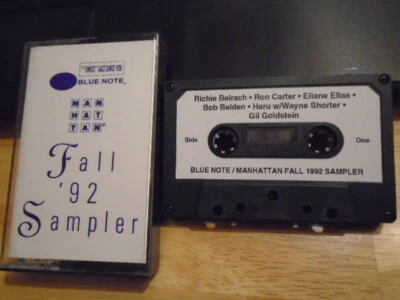 THE FINEST IN JAZZ SINCE 1939
BLUE NOTE
MAN
HAT
TAN
Fall
'92
Sampler
Richie Beirach • Ron Carter • Eliane Elias •
Bob Belden • Haru w/Wayne Shorter •
Gil Goldstein
Side
One
BLUE NOTE / MANHATTAN FALL 1992 SAMPLER